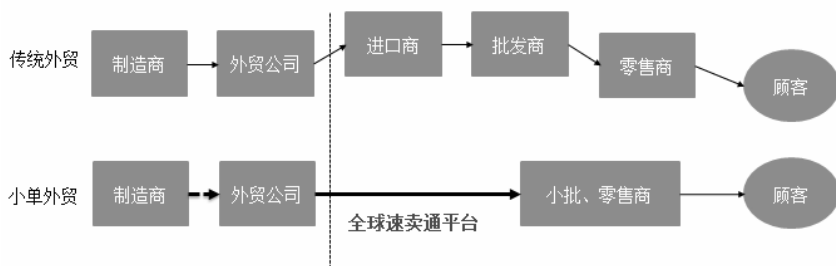 传统外贸
制造商
外贸公司
进口商
批发商
零售商
顾客
小单外贸
制造商
外贸公司
全球速卖通平台
小批、零售商
顾客